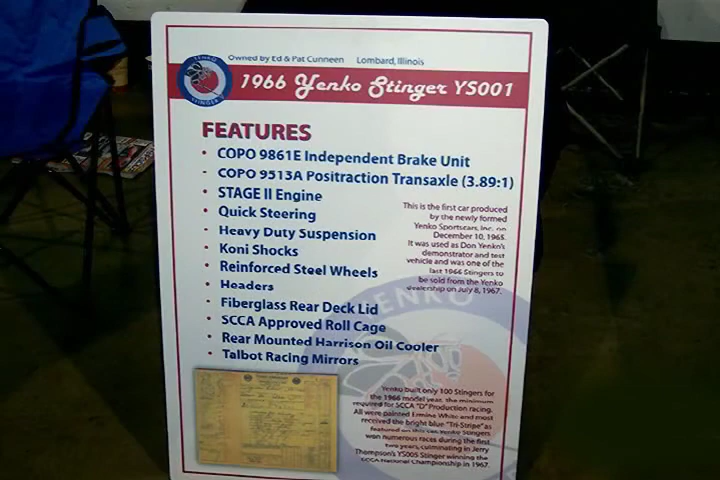 Owned by Ed & Pat Cunneen Lombard, Illinois
YENKO
STINGER
1966 Yenko Stinger YS001
FEATURES
• COPO 9861E Independent Brake Unit
• COPO 9513A Positraction Transaxle (3.89:1)
• STAGE II Engine
• Quick Steering
• Heavy Duty Suspension
• Koni Shocks
• Reinforced Steel Wheels
• Headers
• Fiberglass Rear Deck Lid
• SCCA Approved Roll Cage
• Rear Mounted Harrison Oil Cooler
• Talbot Racing Mirrors
This is the first car produced
by the newly formed
Yenko Sportscars, Inc. on
December 10, 1965.
It was used as Don Yenko's
demonstrator and test
vehicle and was one of the
last 1966 Stingers to
be sold from the Yenko
dealership on July 8, 1967.
YENKO
Yenko built only 100 Stingers for
the 1966 model year, the minimum
required for SCCA "D" Production racing.
All were painted Ermine White and most
received the bright blue "Tri-Stripe" as
featured on this car. Yenko Stingers
won numerous races during the first
two years, culminating in Jerry
Thompson's YS005 Stinger winning the
SCCA National Championship in 1967.